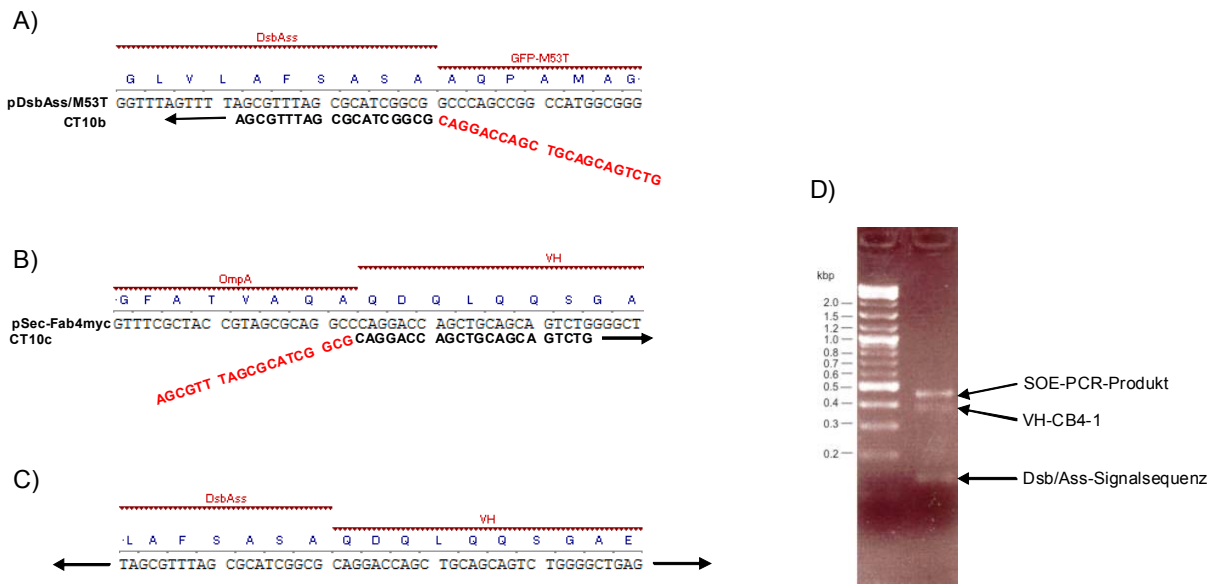 A)
DsbAss
GFP-M53T
G L V L A F S A S A A Q P A M A G·
pDsbAss/M53T GGTTTAGTTT TAGCGTTTAG CGCATCGGCG GCCCAGCCGG CCATGGCGGG
CT10b AGCGTTTAG CGCATCGGCG CAGGACCAGC TGCAGCAGTCTG
B)
VH
OmpA
·G F A T V A Q A Q D Q L Q Q S G A
pSec-Fab4myc GTTTCGCTAC CGTAGCGCAG GCCCAGGACC AGCTGCAGCA GTCTGGGGCT
CT10c CAGGACC AGCTGCAGCA GTCTG
AGCGTT TAGCGCATCG GCG
C)
DsbAss
VH
·L A F S A S A Q D Q L Q Q S G A E
TAGCGTTTAG CGCATCGGCG CAGGACCAGC TGCAGCAGTC TGGGGCTGAG
D)
kbp
2.0
1.5
1.2
1.0
0.8
0.7
0.6
0.5
0.4
0.3
0.2
SOE-PCR-Produkt
VH-CB4-1
Dsb/Ass-Signalsequenz